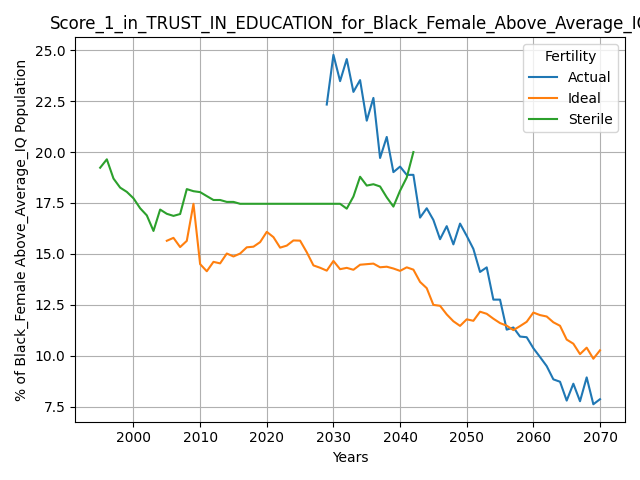 Score_1_in_TRUST_IN_EDUCATION_for_Black_Female_Above_Average_IQ
Fertility
Actual
Ideal
Sterile
% of Black_Female Above_Average_IQ Population
25.0
22.5
20.0
17.5
15.0
12.5
10.0
7.5
2000 2010 2020 2030 2040 2050 2060 2070
Years